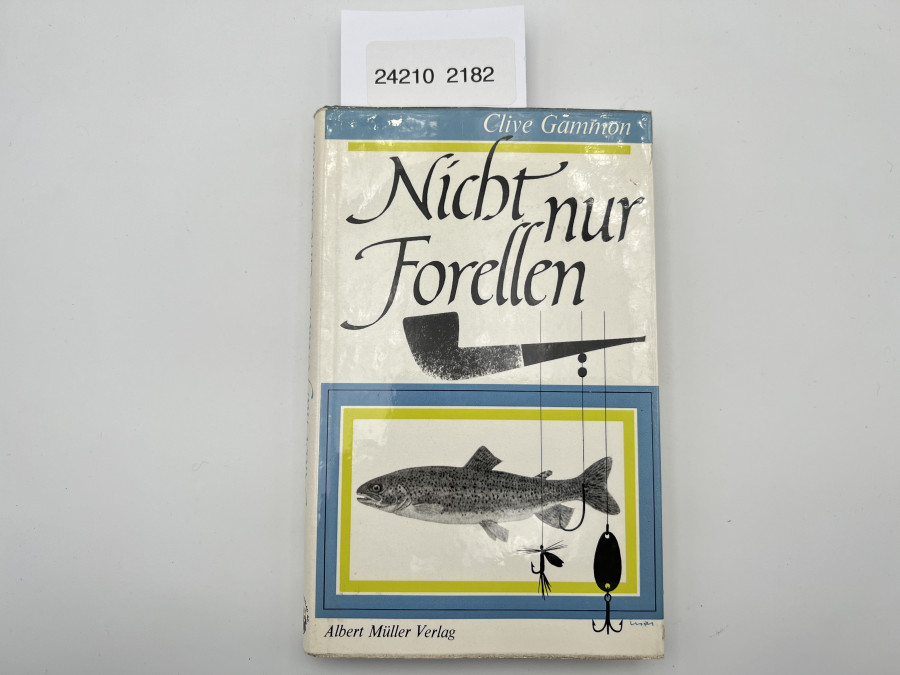 24210 2182
Clive Gammon
Nicht nur
Forellen
Albert Müller Verlag